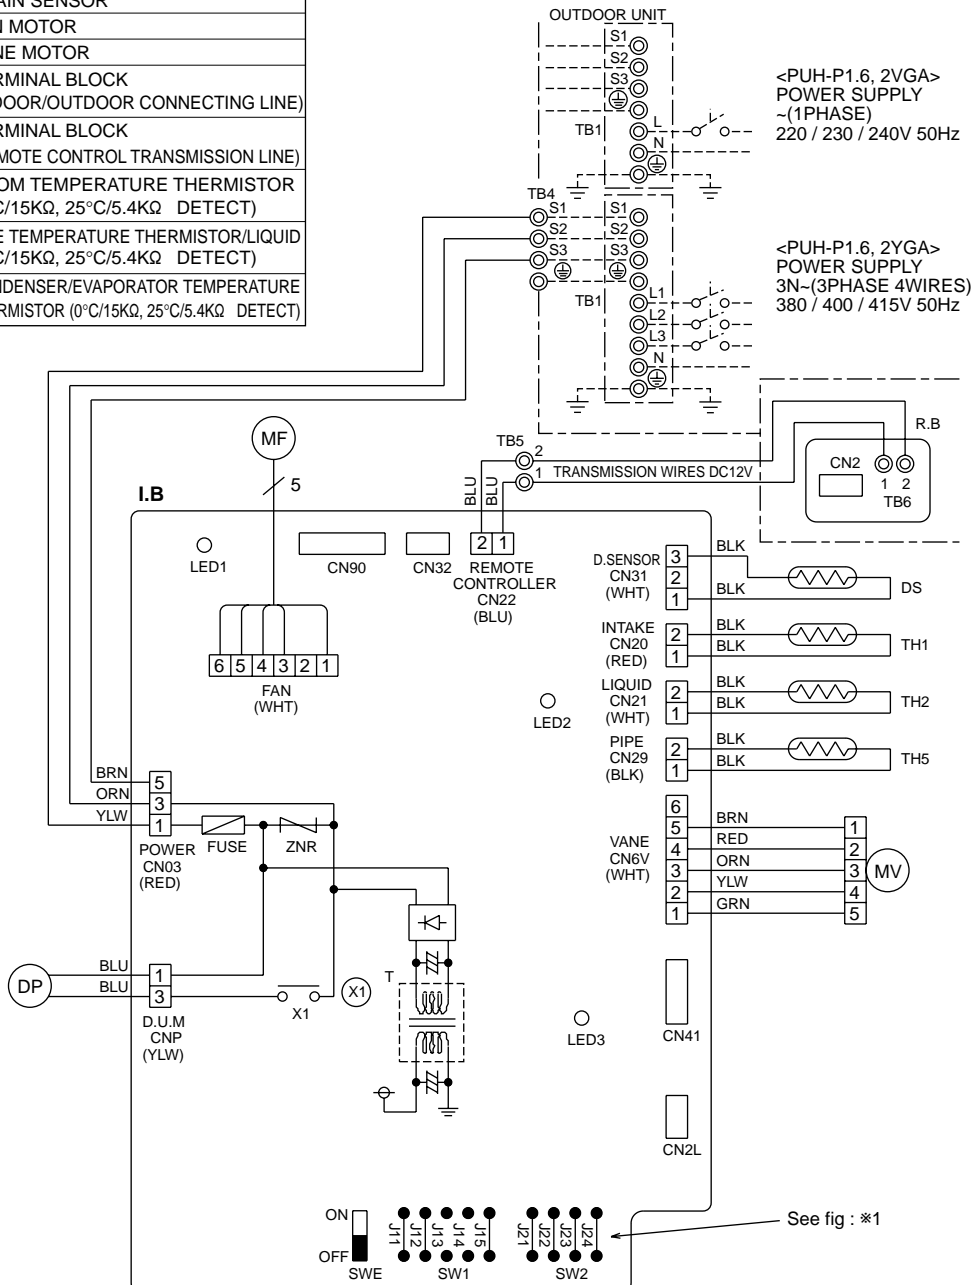 AIN SENSOR
N MOTOR
NE MOTOR
RMINAL BLOCK
DOOR/OUTDOOR CONNECTING LINE)
RMINAL BLOCK
MOTE CONTROL TRANSMISSION LINE)
OM TEMPERATURE THERMISTOR
C/15KΩ, 25°C/5.4KΩ DETECT)
E TEMPERATURE THERMISTOR/LIQUID
C/15KΩ, 25°C/5.4KΩ DETECT)
NDENSER/EVAPORATOR TEMPERATURE
RMISTOR (0°C/15KΩ, 25°C/5.4KΩ DETECT)
OUTDOOR UNIT
S1
S2
S3
TB1
L
N
<PUH-P1.6, 2VGA>
POWER SUPPLY
~(1PHASE)
220 / 230 / 240V 50Hz
TB4
S1
S2
S3
S1
S2
S3
TB1
L1
L2
L3
N
<PUH-P1.6, 2YGA>
POWER SUPPLY
3N~(3PHASE 4WIRES)
380 / 400 / 415V 50Hz
MF
5
TB5
2
1
TRANSMISSION WIRES DC12V
BLU
BLU
R.B
CN2
1 2
TB6
I.B
LED1
CN90
CN32
2 1
REMOTE
CONTROLLER
CN22
(BLU)
6 5 4 3 2 1
FAN
(WHT)
LED2
D.SENSOR
CN31
(WHT)
3
2
1
BLK
BLK
DS
INTAKE
CN20
(RED)
2
1
BLK
BLK
TH1
LIQUID
CN21
(WHT)
2
1
BLK
BLK
TH2
PIPE
CN29
(BLK)
2
1
BLK
BLK
TH5
BRN
ORN
YLW
5
3
1
POWER
CN03
(RED)
FUSE
ZNR
VANE
CN6V
(WHT)
6
5
4
3
2
1
BRN
RED
ORN
YLW
GRN
1
2
3
4
5
MV
DP
BLU
BLU
1
3
D.U.M
CNP
(YLW)
X1
X1
T
LED3
CN41
CN2L
ON
OFF
SWE
J11
J12
J13
J14
J15
SW1
J21
J22
J23
J24
SW2
See fig : ※1